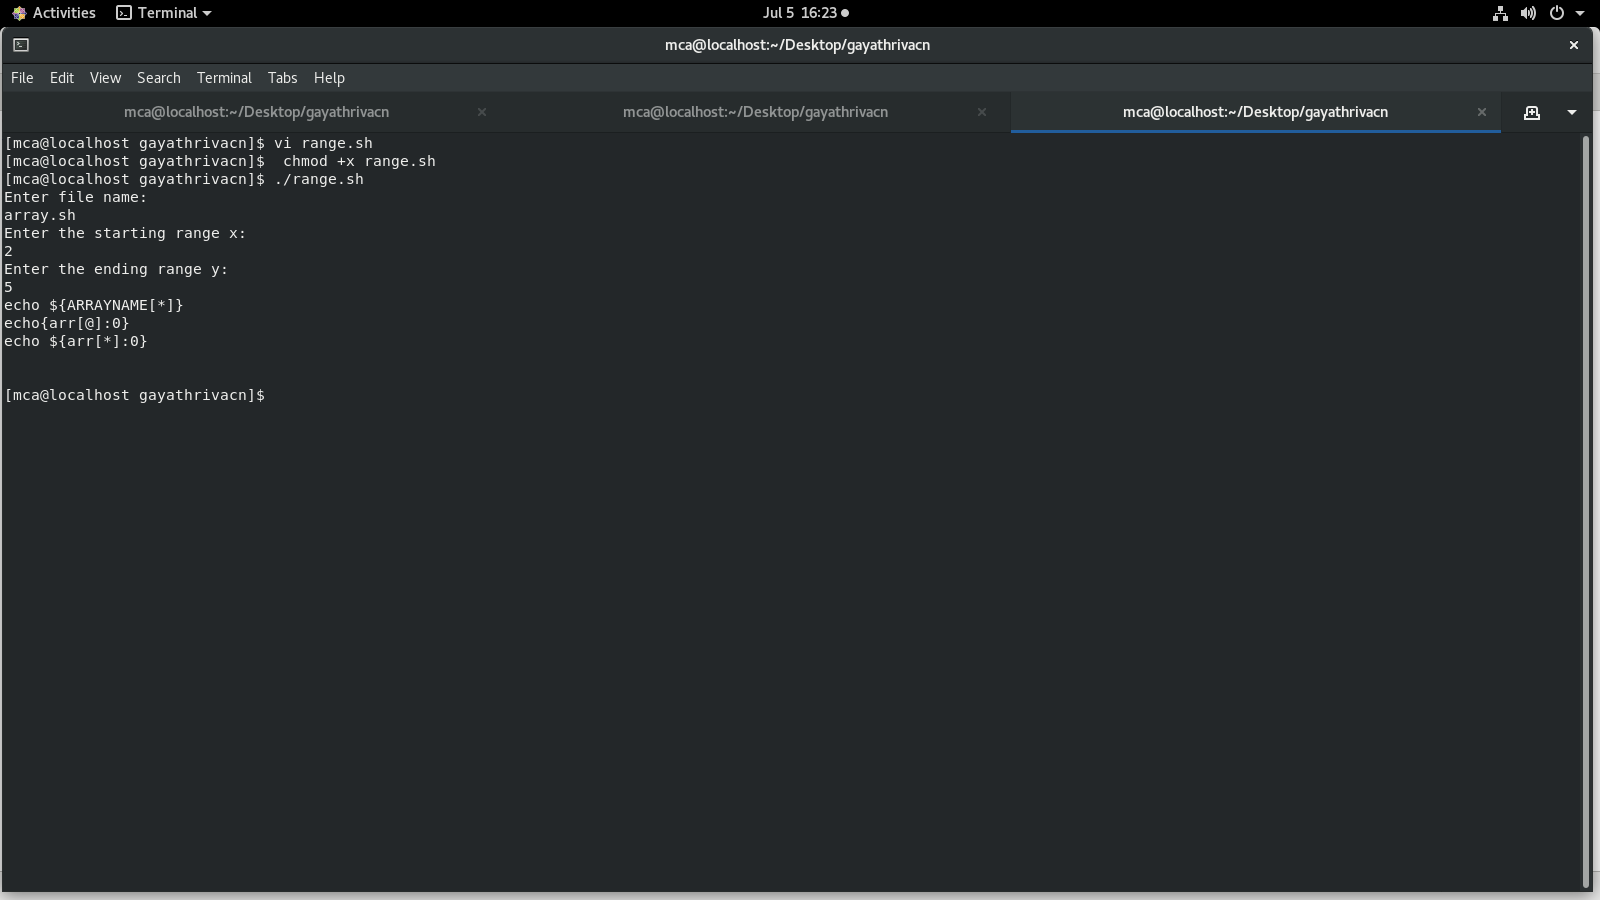 Activities Terminal Jul 5 16:23
mca@localhost:~/Desktop/gayathrivacn
File Edit View Search Terminal Tabs Help
mca@localhost:~/Desktop/gayathrivacn mca@localhost:~/Desktop/gayathrivacn mca@localhost:~/Desktop/gayathrivacn
[mca@localhost gayathrivacn]$ vi range.sh
[mca@localhost gayathrivacn]$  chmod +x range.sh
[mca@localhost gayathrivacn]$ ./range.sh
Enter file name:
array.sh
Enter the starting range x:
2
Enter the ending range y:
5
echo ${ARRAYNAME[*]}
echo{arr[@]:0}
echo ${arr[*]:0}
[mca@localhost gayathrivacn]$